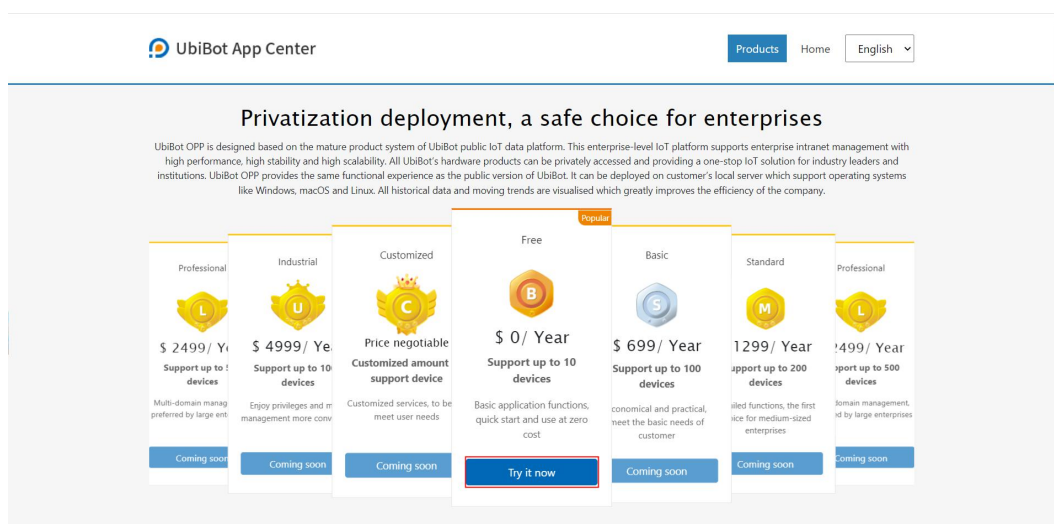 UbiBot App Center
Products
Home
English
Privatization deployment, a safe choice for enterprises
UbiBot OPP is designed based on the mature product system of UbiBot public IoT data platform. This enterprise-level IoT platform supports enterprise intranet management with
high performance, high stability and high scalability. All UbiBot's hardware products can be privately accessed and providing a one-stop IoT solution for industry leaders and
institutions. UbiBot OPP provides the same functional experience as the public version of UbiBot. It can be deployed on customer's local server which support operating systems
like Windows, macOS and Linux. All historical data and moving trends are visualised which greatly improves the efficiency of the company.
Professional
L
$ 2499/
Support up to
devices
Multi-domain
preferred by large
Coming soon
Industrial
U
$ 4999/
Support up to
devices
Enjoy privileges and
management more
Coming soon
Customized
C
Price negotiable
Customized amount
support device
Customized services, to be
meet user needs
Coming soon
Popular
Free
B
$ 0/ Year
Support up to 10
devices
Basic application functions,
quick start and use at zero
cost
Try it now
Basic
S
$ 699/ Year
Support up to 100
devices
conomical and practical,
meet the basic needs of
customer
Coming soon
Standard
M
1299/ Year
upport up to 200
devices
functions, the first
for medium-sized
enterprises
Coming soon
Professional
L
2499/ Year
up to 500
devices
domain management,
by large enterprises
Coming soon